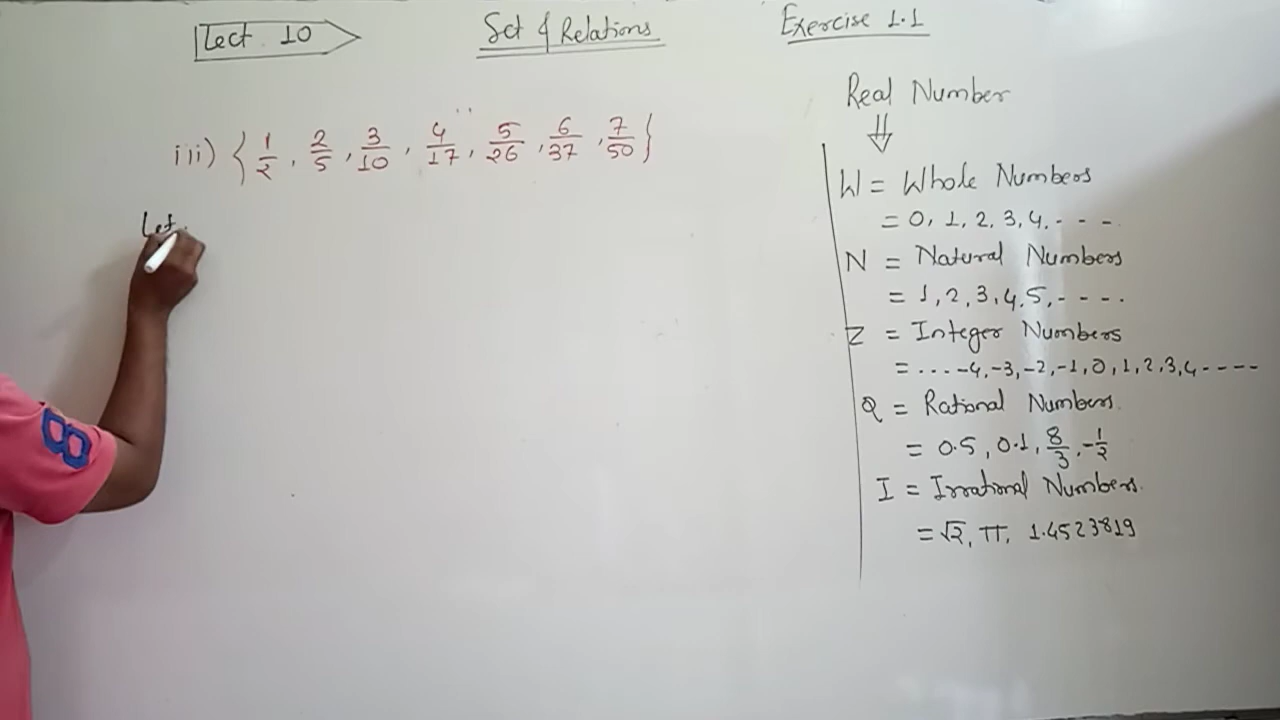 Lect 10
Set & Relations
Exercise 1.1
iii) { 1/2, 2/5, 3/10, 4/17, 5/26, 6/37, 7/50 }
Let
Real Number
⇓
W = Whole Numbers
= 0, 1, 2, 3, 4, - - -
N = Natural Numbers
= 1, 2, 3, 4, 5, - - - -
Z = Integer Numbers
= .... -4, -3, -2, -1, 0, 1, 2, 3, 4 - - - -
Q = Rational Numbers
= 0.5, 0.1, 8/3, -1/2
I = Irrational Numbers
= √2, π, 1.4523819
B